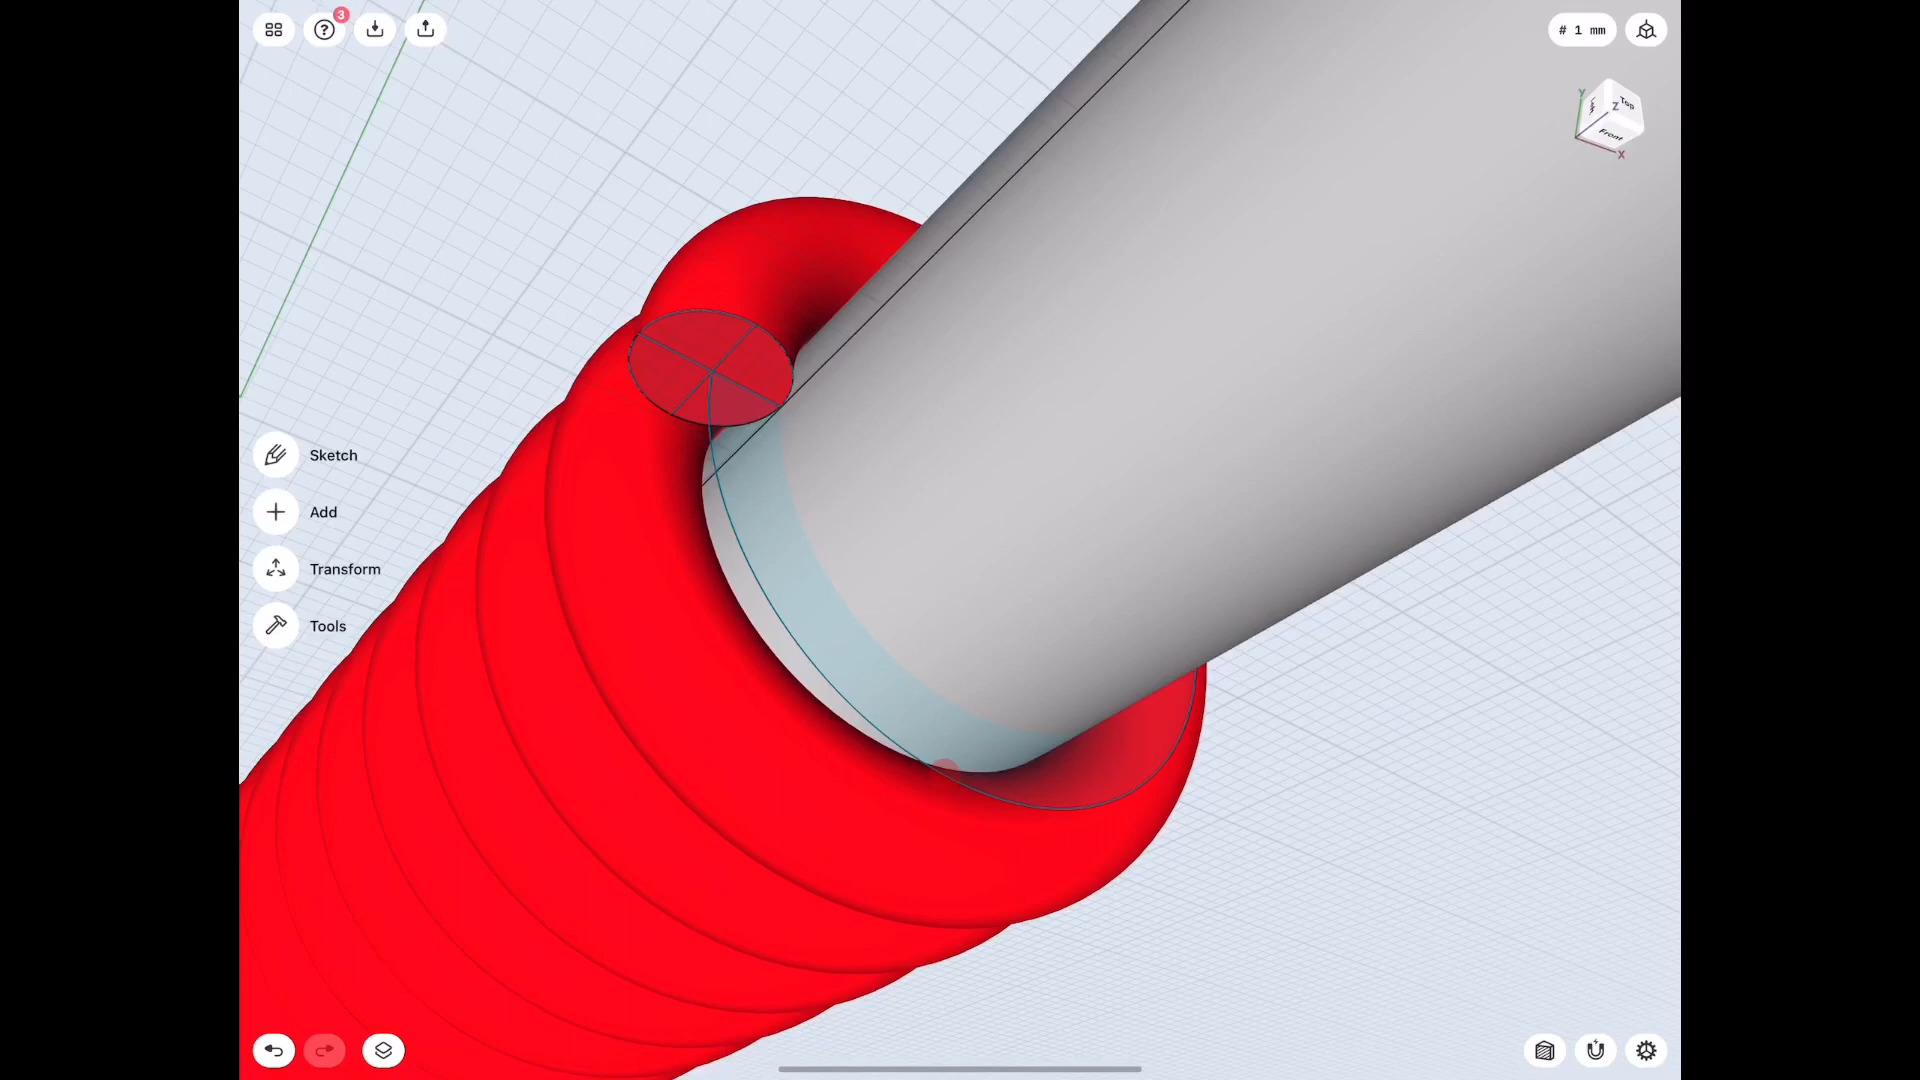 3
# 1 mm
Y
Z
Top
Front
X
Sketch
Add
Transform
Tools